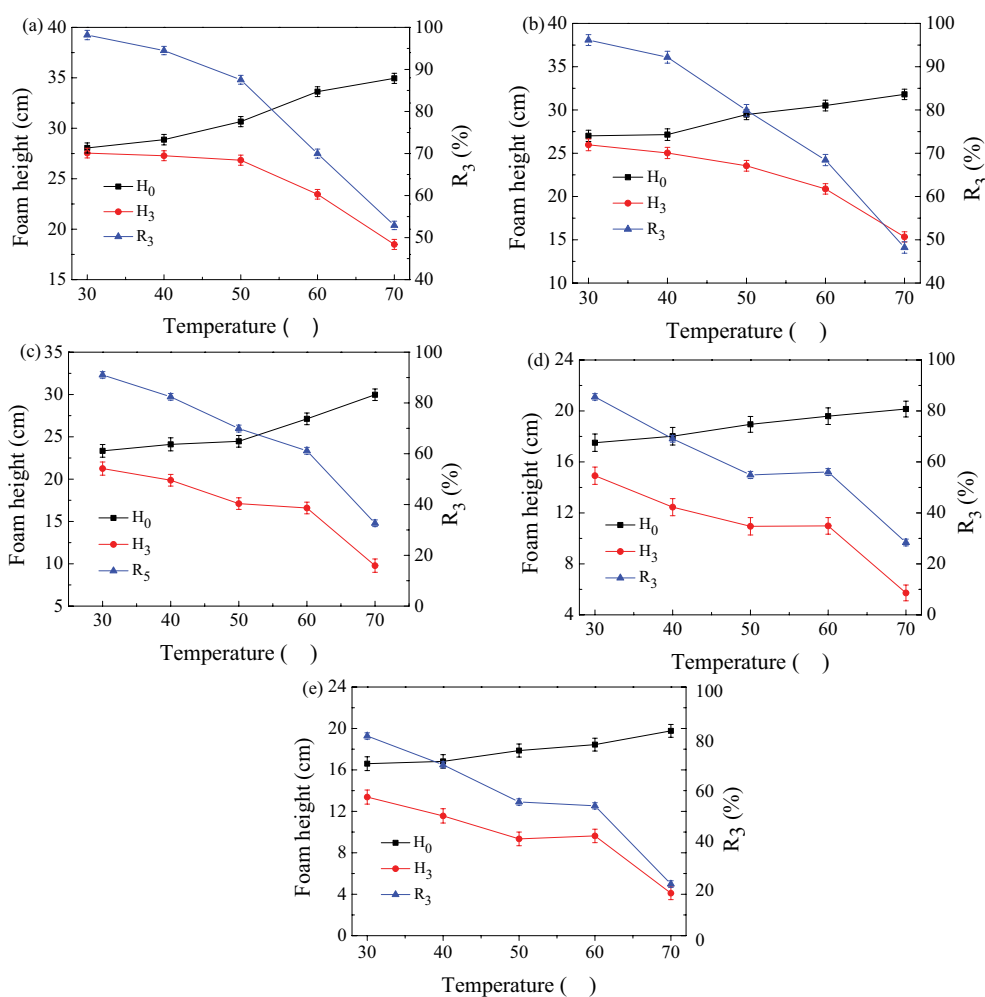 (a)
40
35
30
25
20
15
Foam height (cm)
H0
H3
R3
100
90
80
70
60
50
40
R3 (%)
30 40 50 60 70
Temperature ( )
(b)
40
35
30
25
20
15
10
Foam height (cm)
H0
H3
R3
100
90
80
70
60
50
40
R3 (%)
30 40 50 60 70
Temperature ( )
(c)
35
30
25
20
15
10
5
Foam height (cm)
H0
H3
R5
100
80
60
40
20
0
R3 (%)
30 40 50 60 70
Temperature ( )
(d)
24
20
16
12
8
4
Foam height (cm)
H0
H3
R3
100
80
60
40
20
0
R3 (%)
30 40 50 60 70
Temperature ( )
(e)
24
20
16
12
8
4
0
Foam height (cm)
H0
H3
R3
100
80
60
40
20
0
R3 (%)
30 40 50 60 70
Temperature ( )